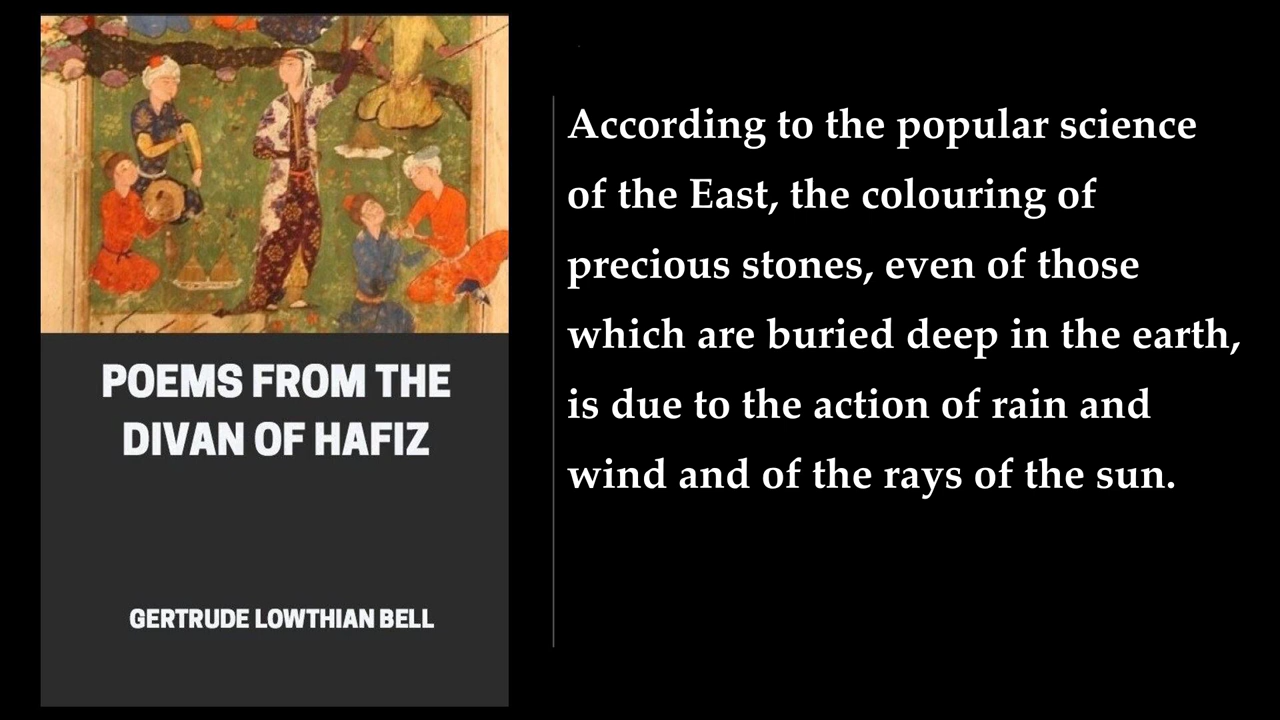 POEMS FROM THE
DIVAN OF HAFIZ
GERTRUDE LOWTHIAN BELL
According to the popular science
of the East, the colouring of
precious stones, even of those
which are buried deep in the earth,
is due to the action of rain and
wind and of the rays of the sun.